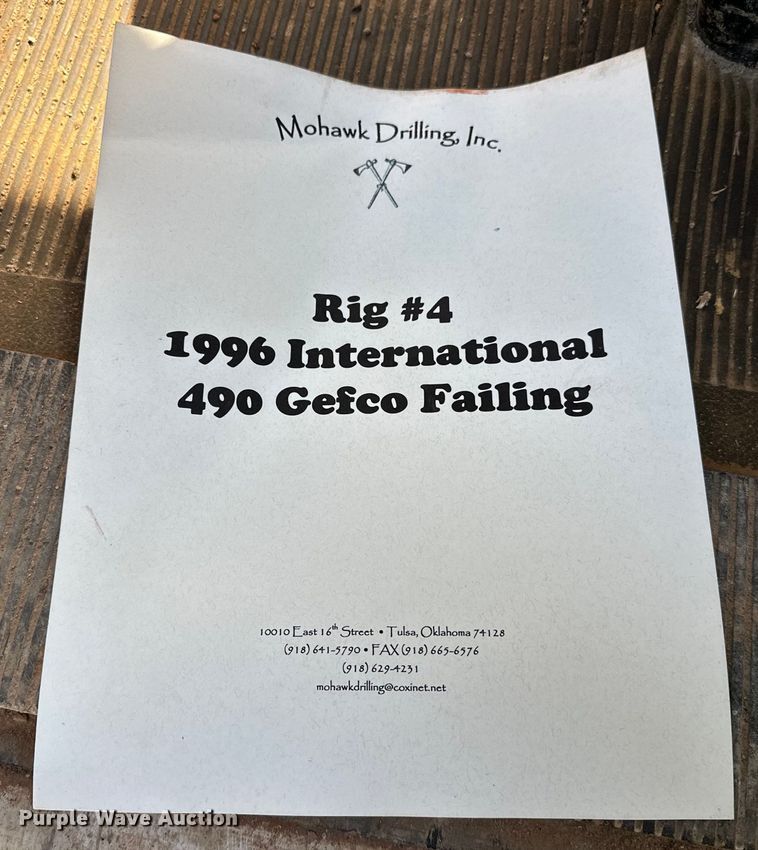 Mohawk Drilling, Inc.
Rig #4
1996 International
490 Gefco Failing
10010 East 16th Street • Tulsa, Oklahoma 74128
(918) 641-5790 • FAX (918) 665-6576
(918) 629-4231
mohawkdrilling@coxinet.net
Purple Wave Auction